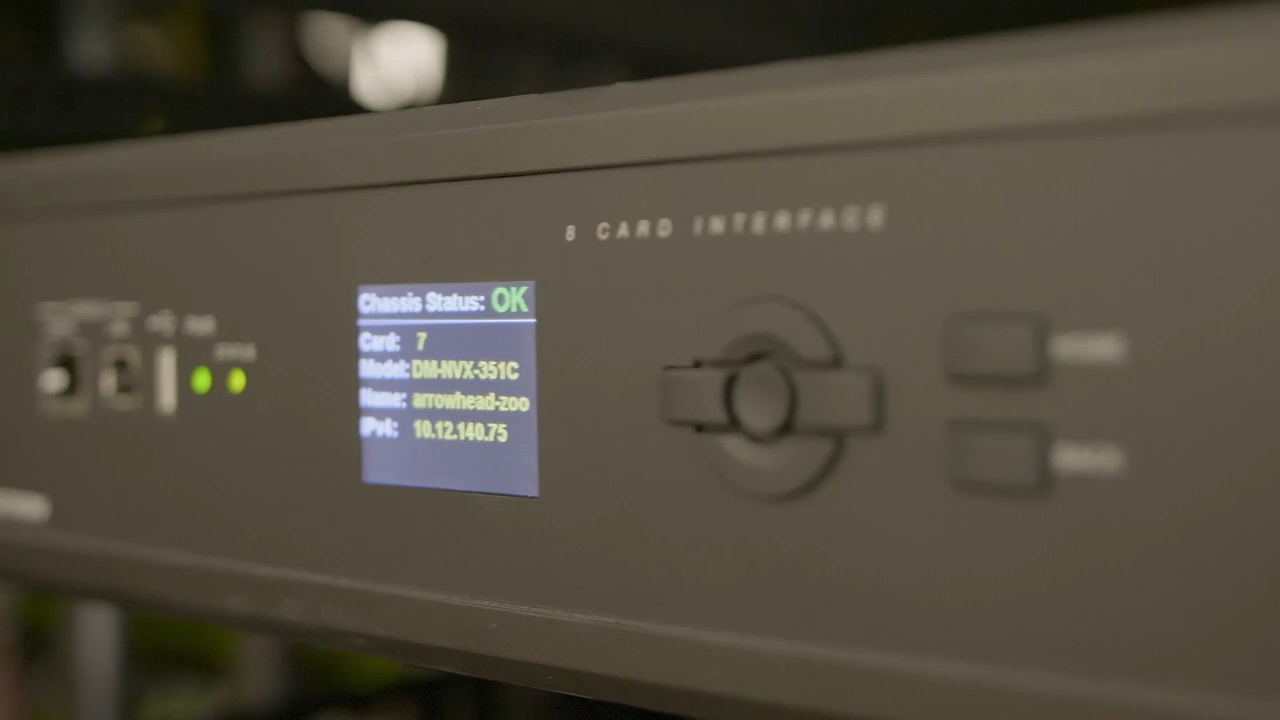 8 CARD INTERFACE
Chassis Status: OK
Card: 7
Model: DM-NVX-351C
Name: arrowhead-zoo
IPv4: 10.12.140.75